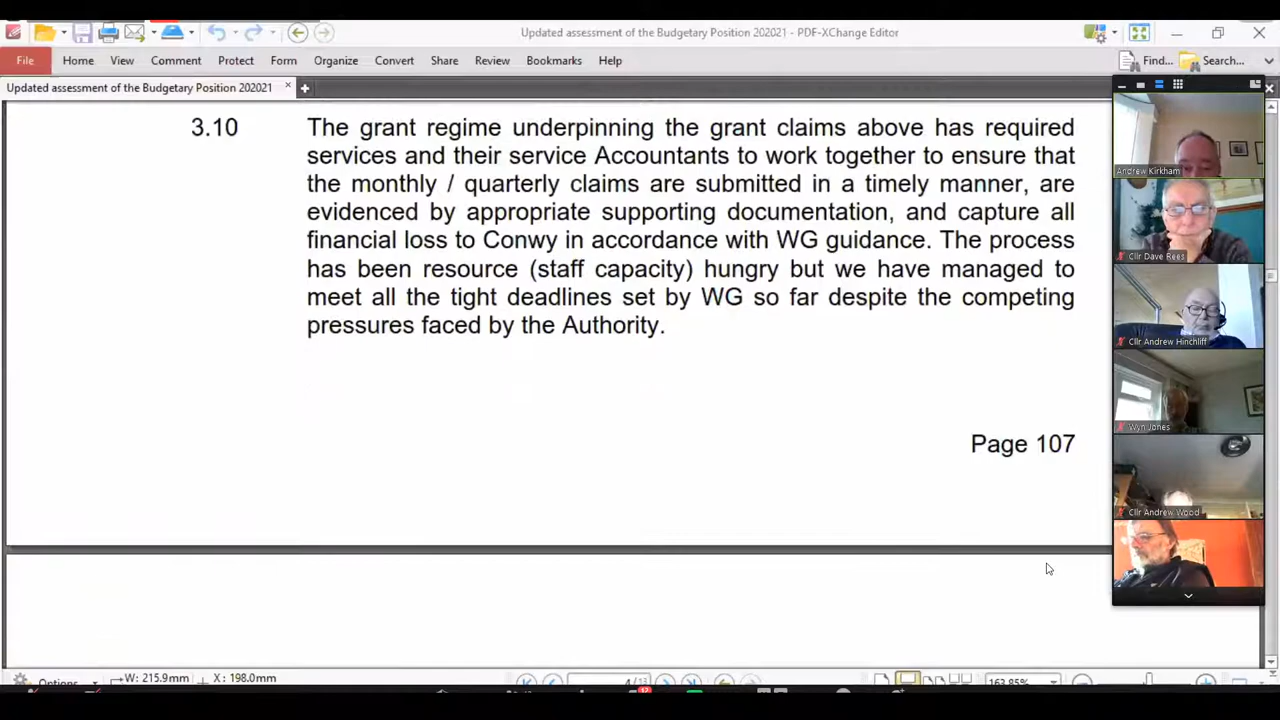 Updated assessment of the Budgetary Position 202021 - PDF-XChange Editor
File Home View Comment Protect Form Organize Convert Share Review Bookmarks Help
Find... Search...
Updated assessment of the Budgetary Position 202021
3.10 The grant regime underpinning the grant claims above has required
services and their service Accountants to work together to ensure that
the monthly / quarterly claims are submitted in a timely manner, are
evidenced by appropriate supporting documentation, and capture all
financial loss to Conwy in accordance with WG guidance. The process
has been resource (staff capacity) hungry but we have managed to
meet all the tight deadlines set by WG so far despite the competing
pressures faced by the Authority.
Page 107
Andrew Kirkham
Cllr Dave Rees
Cllr Andrew Hinchliff
Wyn Jones
Cllr Andrew Wood
Options W: 215.9mm X: 198.0mm
4 /13
163.85%